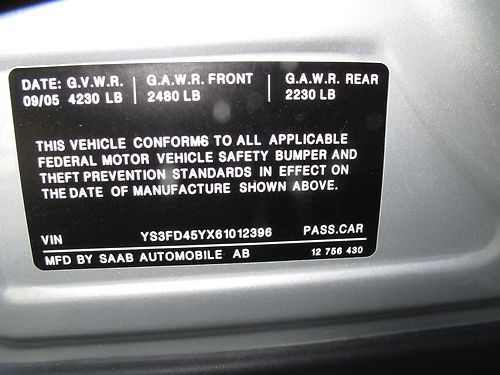 DATE: G.V.W.R. G.A.W.R. FRONT G.A.W.R. REAR
09/05 4230 LB 2480 LB 2230 LB
THIS VEHICLE CONFORMS TO ALL APPLICABLE
FEDERAL MOTOR VEHICLE SAFETY BUMPER AND
THEFT PREVENTION STANDARDS IN EFFECT ON
THE DATE OF MANUFACTURE SHOWN ABOVE.
VIN YS3FD45YX61012396 PASS.CAR
MFD BY SAAB AUTOMOBILE AB 12 756 430